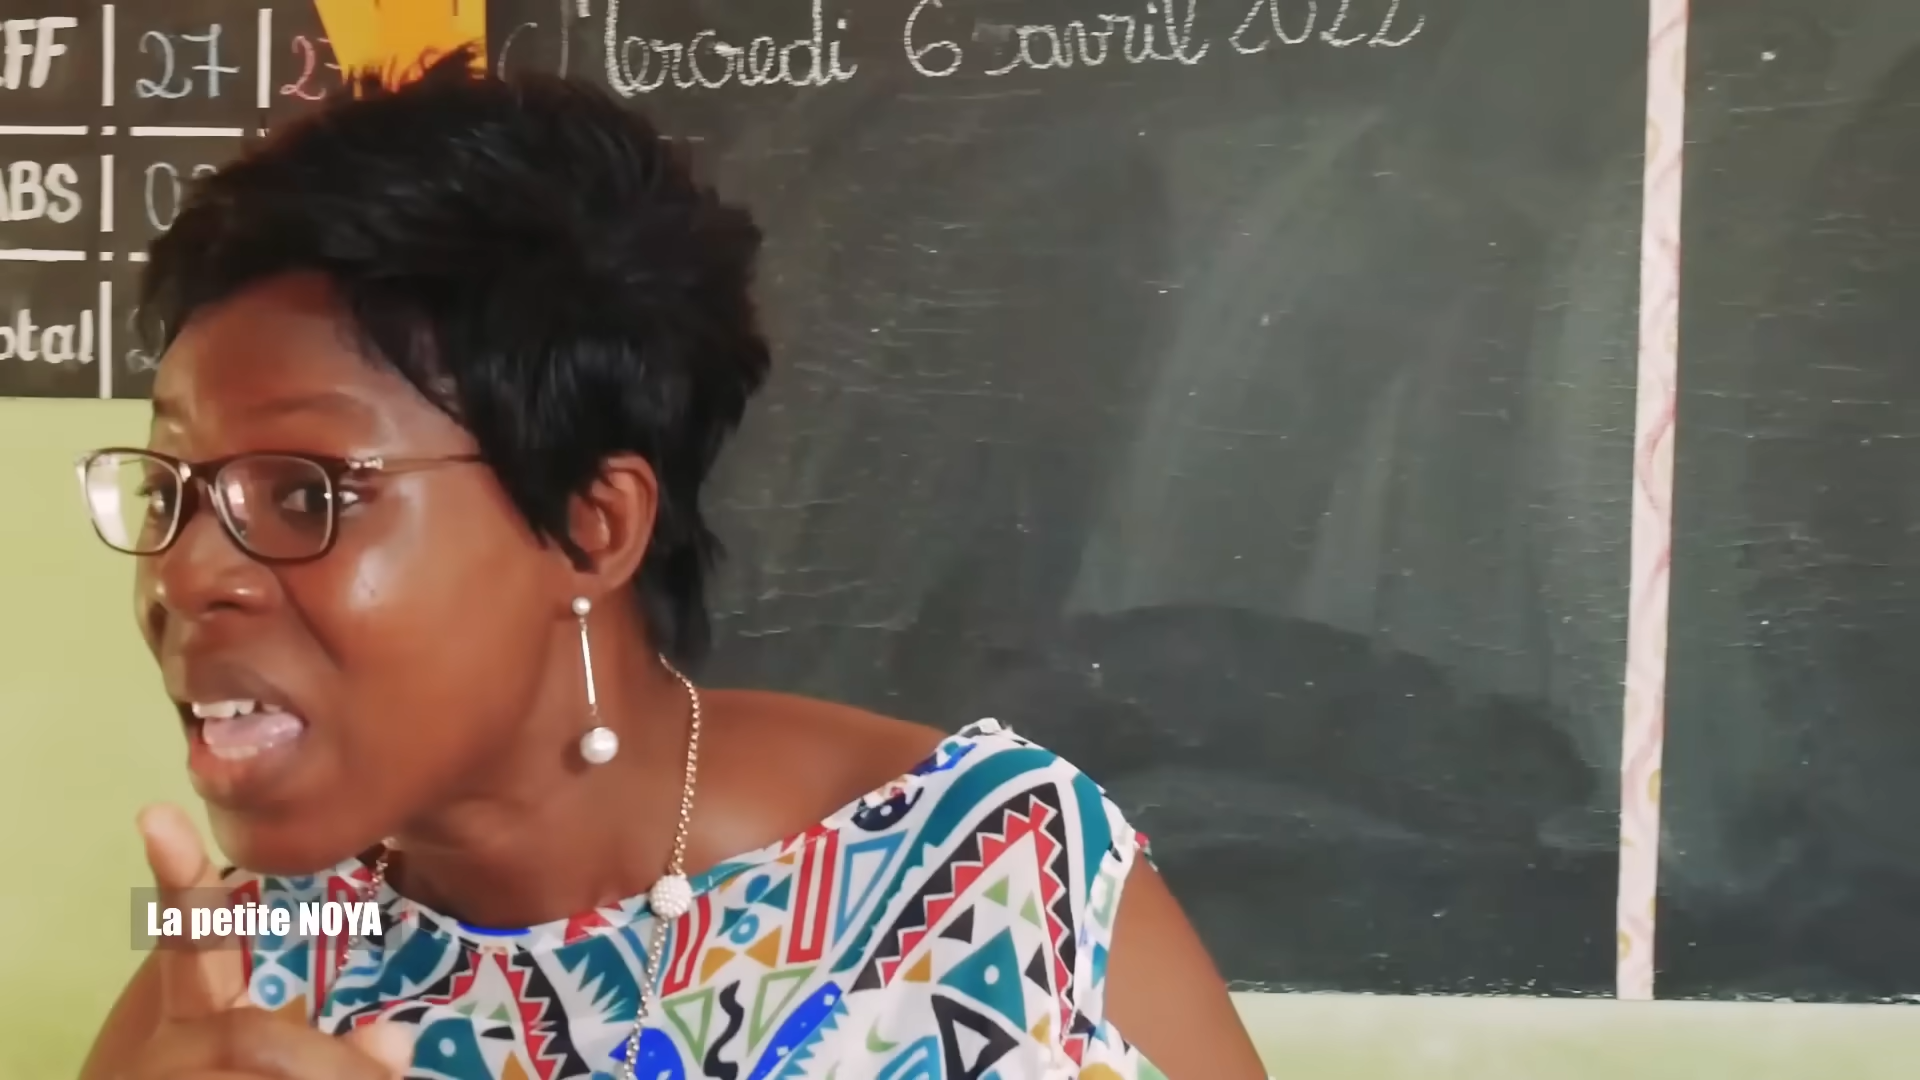 Mercredi 6 avril 2022
EFF 27
ABS
otal
La petite NOYA